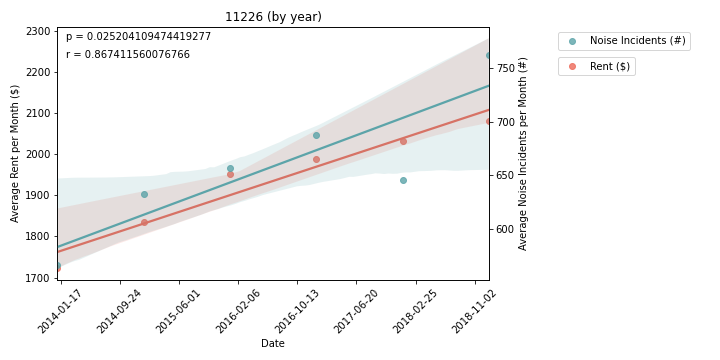 11226 (by year)
p = 0.025204109474419277
r = 0.867411560076766
Noise Incidents (#)
Rent ($)
Average Rent per Month ($)
2300
2200
2100
2000
1900
1800
1700
750
700
650
600
Average Noise Incidents per Month (#)
2014-01-17
2014-09-24
2015-06-01
2016-02-06
2016-10-13
2017-06-20
2018-02-25
2018-11-02
Date